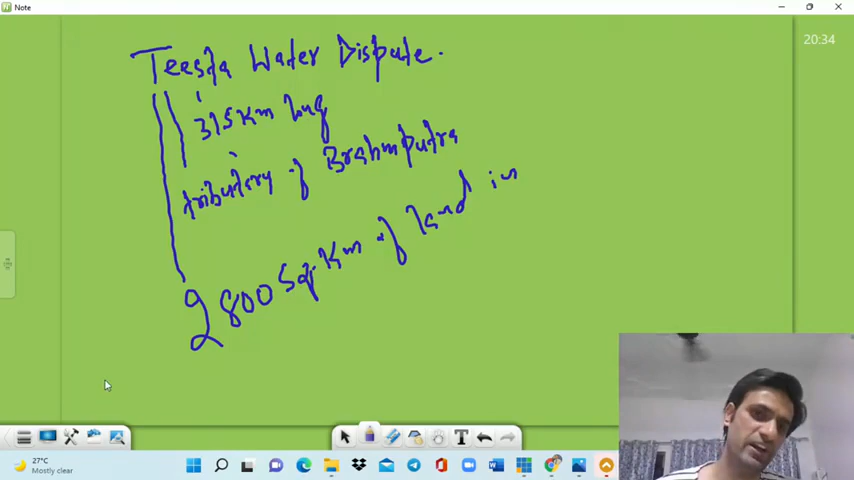 Note
20:34
Teesta Water Dispute.
315 Km long
tributery of Brahmputra
2800 Sq Km of land in
27°C
Mostly clear